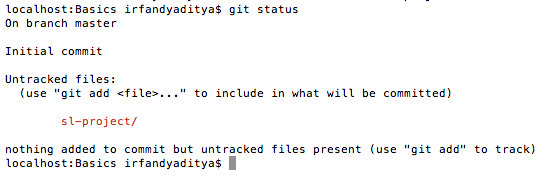 localhost:Basics irfandyaditya$ git status
On branch master
Initial commit
Untracked files:
(use "git add <file>..." to include in what will be committed)
sl-project/
nothing added to commit but untracked files present (use "git add" to track)
localhost:Basics irfandyaditya$